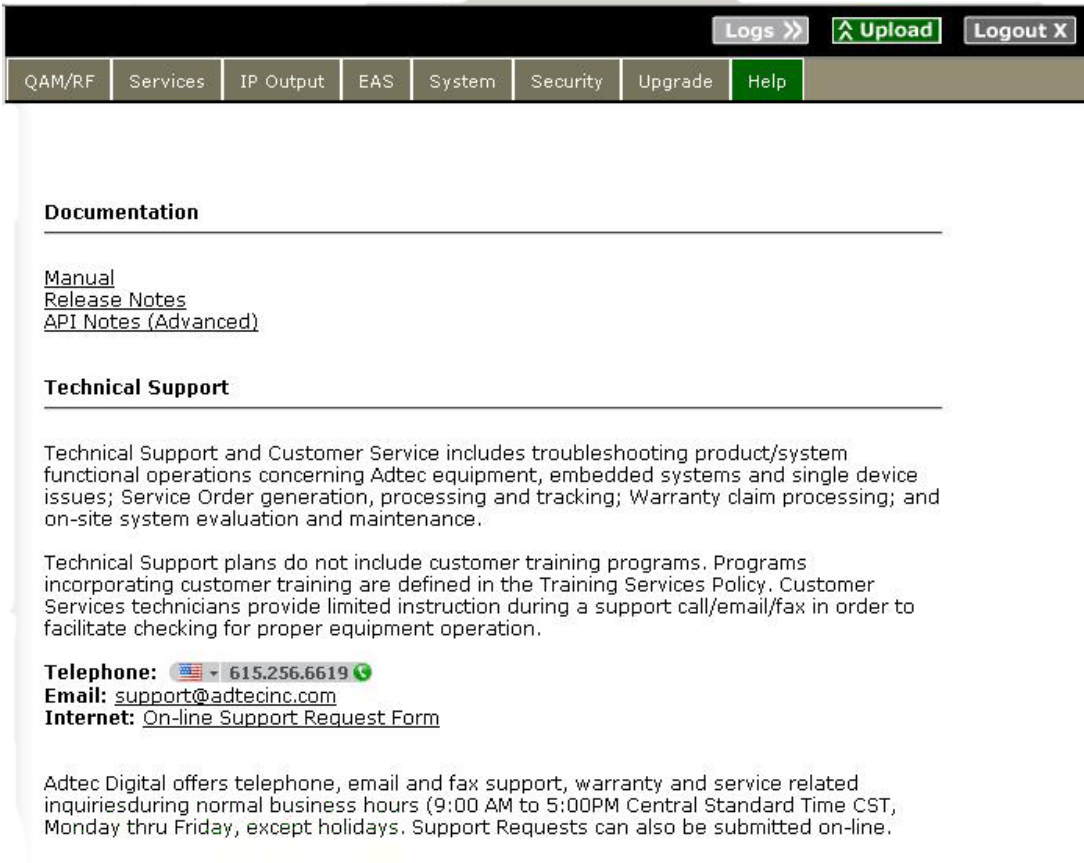 Logs >>
Upload
Logout X
QAM/RF Services IP Output EAS System Security Upgrade Help
Documentation
Manual
Release Notes
API Notes (Advanced)
Technical Support
Technical Support and Customer Service includes troubleshooting product/system
functional operations concerning Adtec equipment, embedded systems and single device
issues; Service Order generation, processing and tracking; Warranty claim processing; and
on-site system evaluation and maintenance.
Technical Support plans do not include customer training programs. Programs
incorporating customer training are defined in the Training Services Policy. Customer
Services technicians provide limited instruction during a support call/email/fax in order to
facilitate checking for proper equipment operation.
Telephone: 615.256.6619
Email: support@adtecinc.com
Internet: On-line Support Request Form
Adtec Digital offers telephone, email and fax support, warranty and service related
inquiriesduring normal business hours (9:00 AM to 5:00PM Central Standard Time CST,
Monday thru Friday, except holidays. Support Requests can also be submitted on-line.